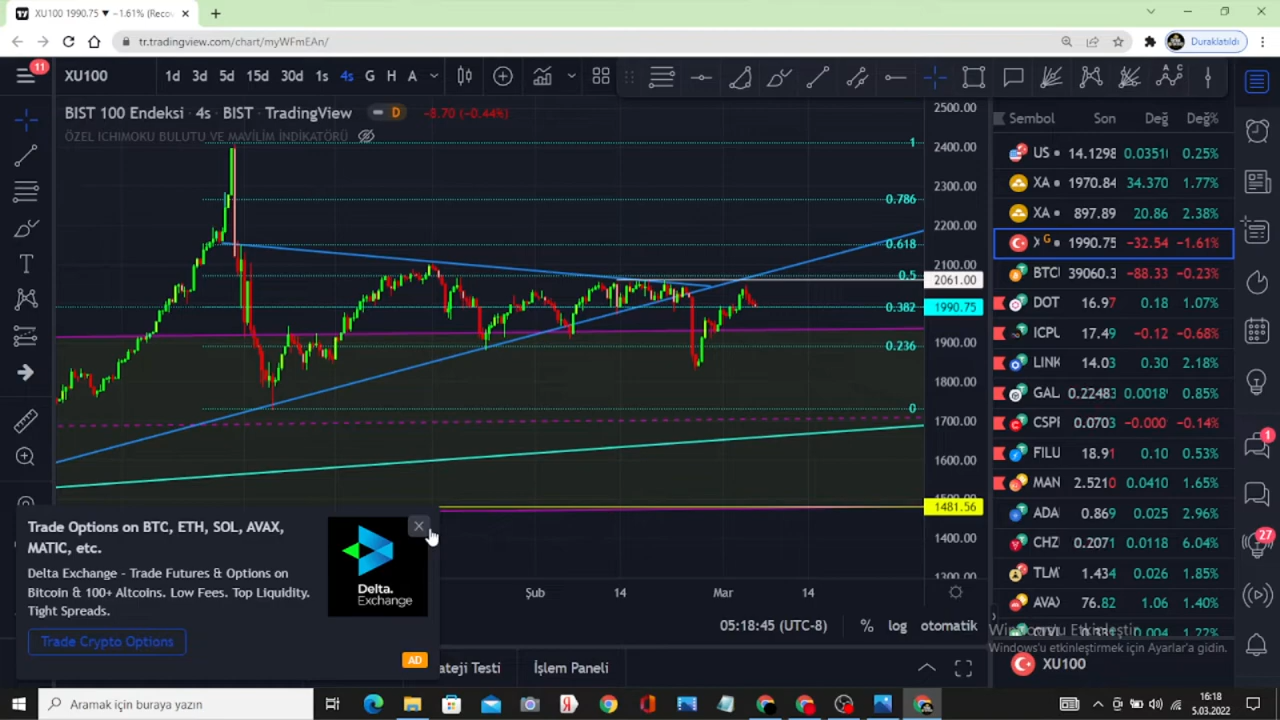 XU100 1990.75 ▼ −1.61% (Recov
tr.tradingview.com/chart/myWFmEAn/
Duraklatıldı
11
XU100
1d 3d 5d 15d 30d 1s 4s G H A
BIST 100 Endeksi · 4s · BIST · TradingView
D
-8.70 (-0.44%)
ÖZEL ICHIMOKU BULUTU VE MAVİLİM İNDİKATÖRÜ
1
0.786
0.618
0.5
0.382
0.236
0
2500.00
2400.00
2300.00
2200.00
2100.00
2061.00
1990.75
1900.00
1800.00
1700.00
1600.00
1481.56
1400.00
1300.00
Şub 14 Mar 14
05:18:45 (UTC-8)
% log otomatik
Sembol Son Değ Değ%
US 14.1298 0.03510 0.25%
XA 1970.84 34.370 1.77%
XA 897.89 20.86 2.38%
G 1990.75 -32.54 -1.61%
BTC 39060.3 -88.33 -0.23%
DOT 16.97 0.18 1.07%
ICPL 17.49 -0.12 -0.68%
LINK 14.03 0.30 2.18%
GAL 0.22483 0.0018 0.85%
CSPI 0.0703 -0.000 -0.14%
FILU 18.91 0.10 0.53%
MAN 2.5210 0.0410 1.65%
ADA 0.869 0.025 2.96%
CHZ 0.2071 0.0118 6.04%
TLM 1.434 0.026 1.85%
AVA 76.82 1.06 1.40%
0.004 1.22%
Windows'u Etkinleştir
Windows'u etkinleştirmek için Ayarlar'a gidin.
XU100
1
27
Trade Options on BTC, ETH, SOL, AVAX,
MATIC, etc.
Delta Exchange - Trade Futures & Options on
Bitcoin & 100+ Altcoins. Low Fees. Top Liquidity.
Tight Spreads.
Trade Crypto Options
Delta.
Exchange
AD
ateji Testi
İşlem Paneli
Aramak için buraya yazın
16:18
5.03.2022